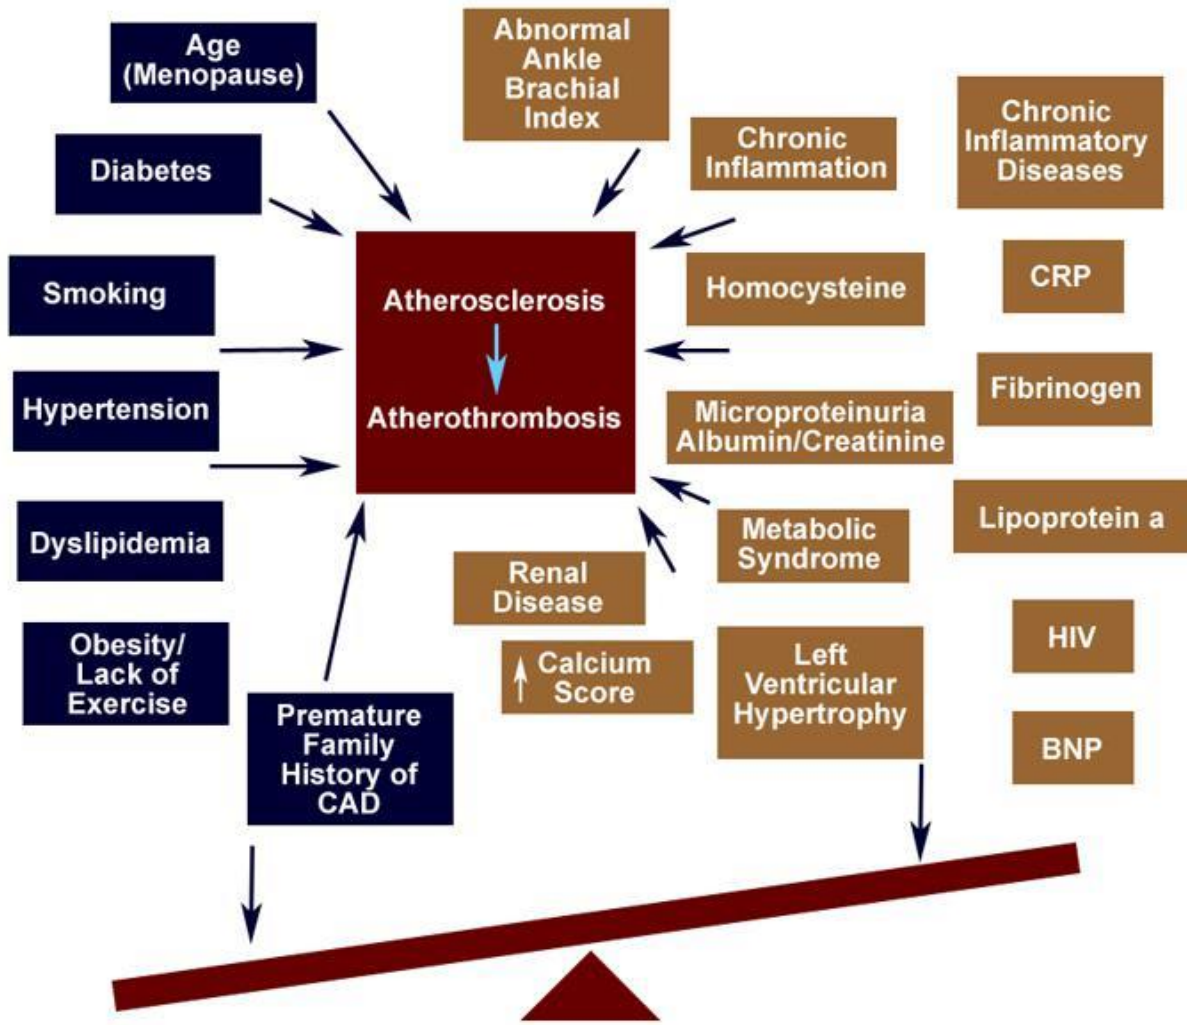 Age
(Menopause)
Diabetes
Smoking
Hypertension
Dyslipidemia
Obesity/
Lack of
Exercise
Premature
Family
History of
CAD
Abnormal
Ankle
Brachial
Index
Atherosclerosis
Atherothrombosis
Chronic
Inflammation
Homocysteine
Microproteinuria
Albumin/Creatinine
Metabolic
Syndrome
Renal
Disease
Calcium
Score
Left
Ventricular
Hypertrophy
Chronic
Inflammatory
Diseases
CRP
Fibrinogen
Lipoprotein a
HIV
BNP